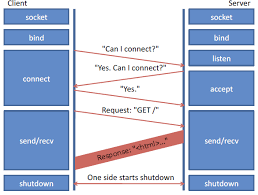 Client
Server
socket
socket
bind
bind
"Can I connect?"
listen
"Yes. Can I connect?"
connect
accept
"Yes."
Request: "GET /"
send/recv
send/recv
Response: "<html>..."
shutdown
One side starts shutdown
shutdown